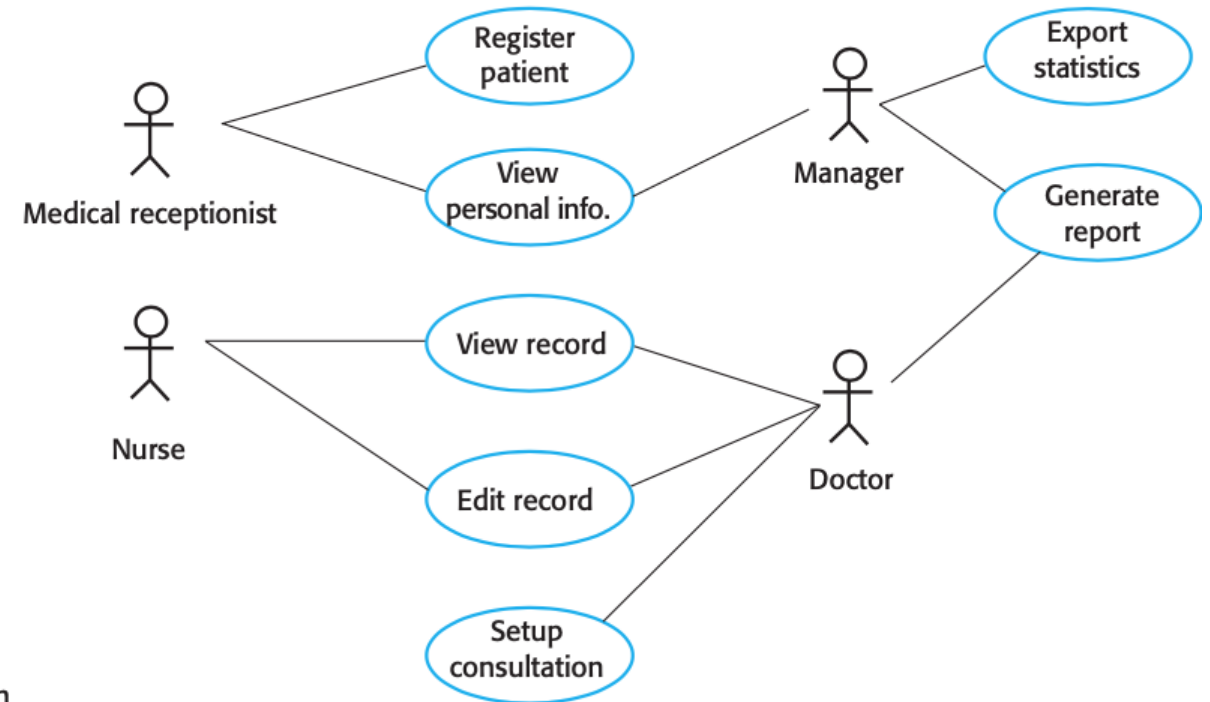 Register
patient
Export
statistics
Medical receptionist
View
personal info.
Manager
Generate
report
Nurse
View record
Edit record
Doctor
Setup
consultation